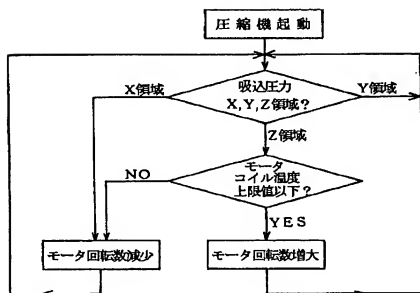 圧縮機起動
吸込圧力
X,Y,Z領域?
X領域
Y領域
Z領域
モータ
コイル温度
上限値以下?
NO
YES
モータ回転数減少
モータ回転数増大